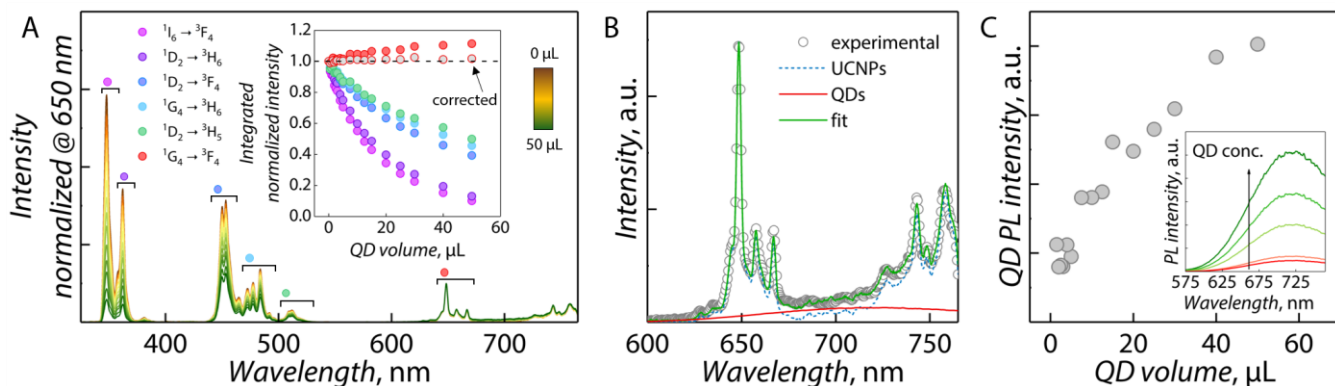 A
Intensity
normalized @ 650 nm
¹I₆ → ³F₄
¹D₂ → ³H₆
¹D₂ → ³F₄
¹G₄ → ³H₆
¹D₂ → ³H₅
¹G₄ → ³F₄
Integrated
normalized intensity
1.4
1.2
1.0
0.8
0.6
0.4
0.2
0.0
corrected
0 20 40 60
QD volume, µL
0 µL
50 µL
400 500 600 700
Wavelength, nm
B
Intensity, a.u.
experimental
UCNPs
QDs
fit
600 650 700 750
Wavelength, nm
C
QD PL intensity, a.u.
QD conc.
PL intensity, a.u.
575 625 675 725
Wavelength, nm
0 20 40 60
QD volume, µL